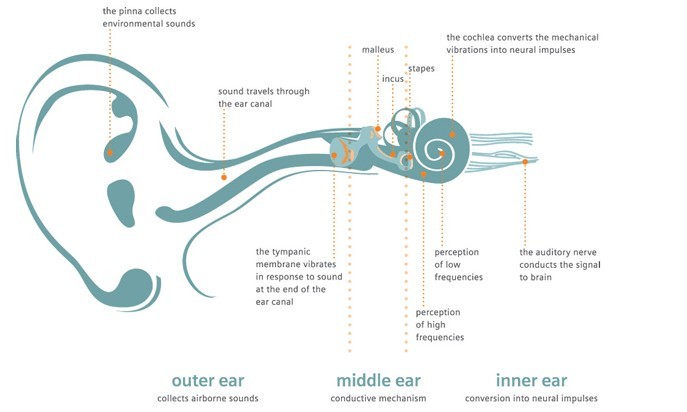 the pinna collects
environmental sounds
sound travels through
the ear canal
malleus
incus
stapes
the cochlea converts the mechanical
vibrations into neural impulses
the tympanic
membrane vibrates
in response to sound
at the end of the
ear canal
perception
of low
frequencies
perception
of high
frequencies
the auditory nerve
conducts the signal
to brain
outer ear
collects airborne sounds
middle ear
conductive mechanism
inner ear
conversion into neural impulses